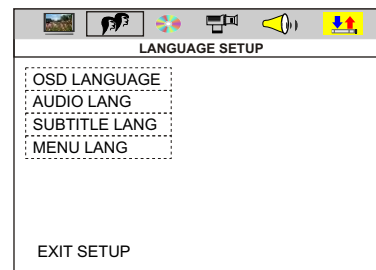 LANGUAGE SETUP
OSD LANGUAGE
AUDIO LANG
SUBTITLE LANG
MENU LANG
EXIT SETUP